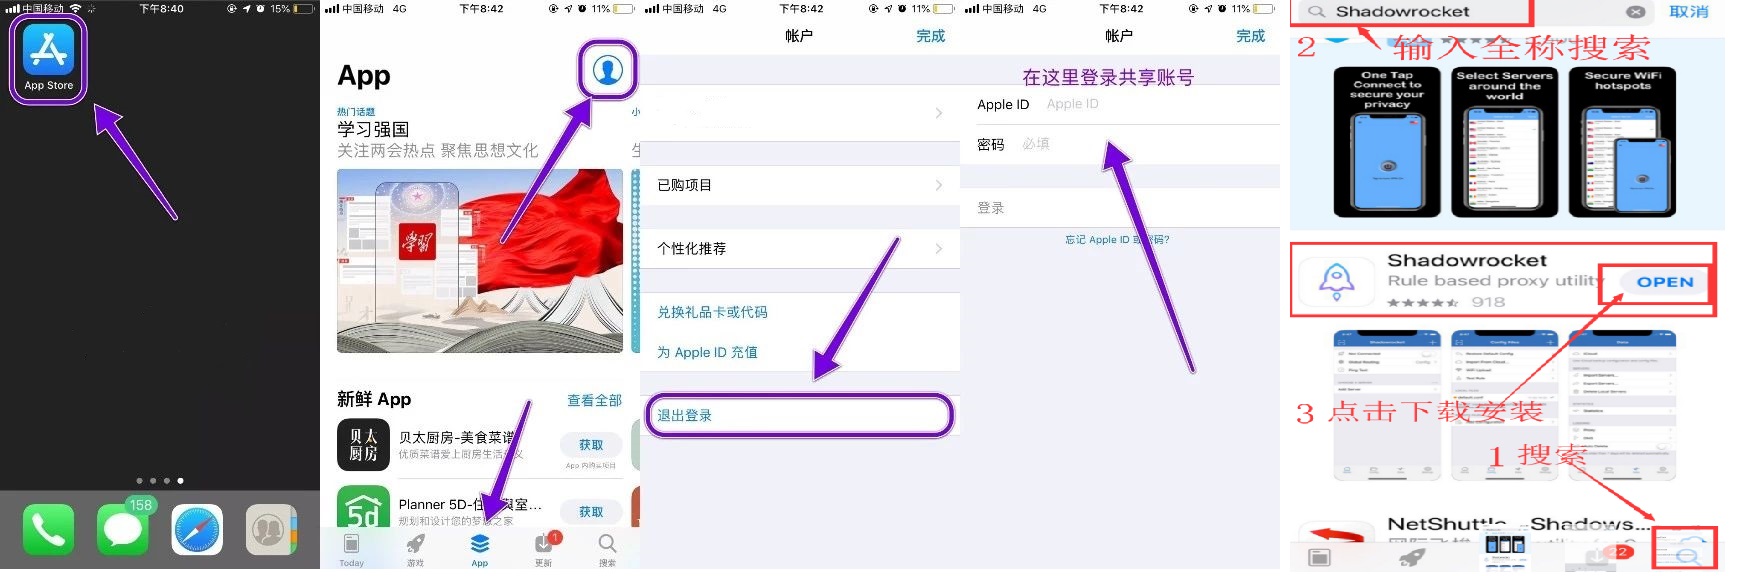 中国移动
下午8:40
15%
App Store
158
中国移动 4G
下午8:42
11%
App
热门话题
学习强国
关注两会热点 聚焦思想文化
学習
新鲜 App
查看全部
贝太厨房
贝太厨房-美食菜谱
优质菜谱爱上厨房生活
获取
App 内购买项目
5d
Planner 5D-住
室...
规划和设计您的梦想之家
获取
1
Today
游戏
App
更新
搜索
中国移动 4G
下午8:42
11%
帐户
完成
已购项目
个性化推荐
兑换礼品卡或代码
为 Apple ID 充值
退出登录
中国移动 4G
下午8:42
11%
帐户
完成
在这里登录共享账号
Apple ID Apple ID
密码 必填
登录
忘记 Apple ID 或密码?
Shadowrocket
取消
2 输入全称搜索
One Tap
Connect to
secure your
privacy
Select Servers
around the
world
Secure WiFi
hotspots
Shadowrocket
Rule based proxy utility
918
OPEN
3 点击下载安装
1 搜索
NetShuttle - Shadows...
22